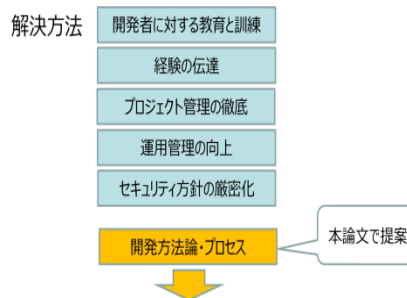 解決方法
開発者に対する教育と訓練
経験の伝達
プロジェクト管理の徹底
運用管理の向上
セキュリティ方針の厳密化
開発方法論・プロセス
本論文で提案